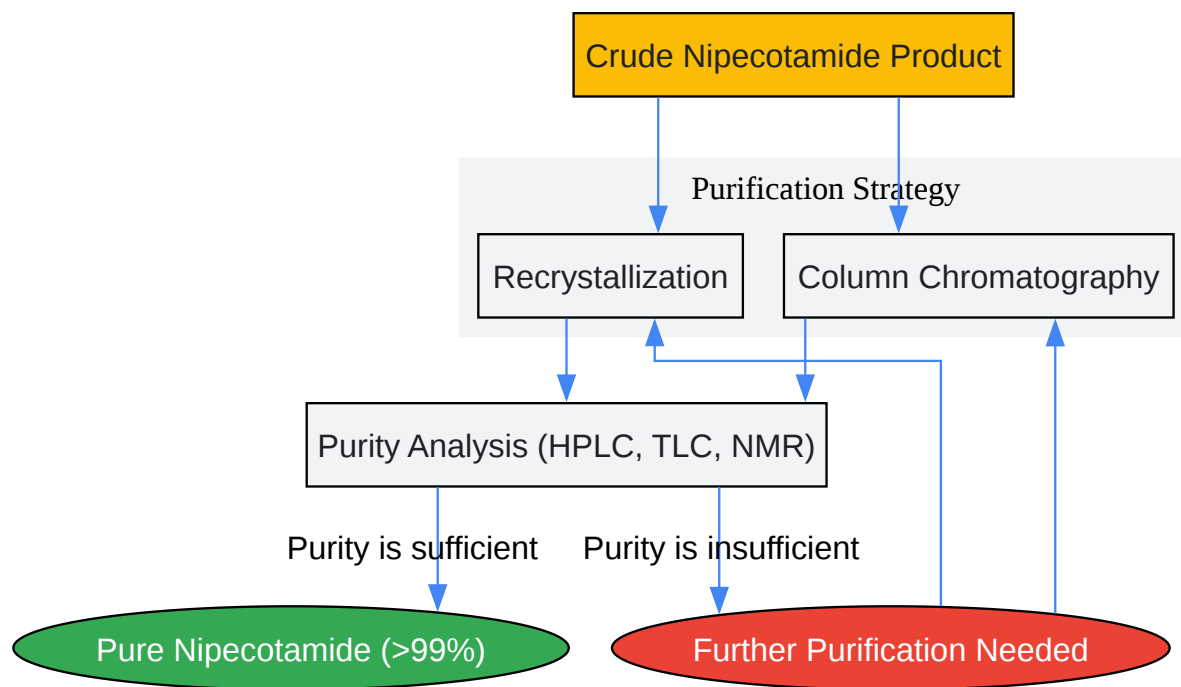 Crude Nipecotamide Product
Purification Strategy
Recrystallization
Column Chromatography
Purity Analysis (HPLC, TLC, NMR)
Purity is sufficient
Purity is insufficient
Pure Nipecotamide (>99%)
Further Purification Needed